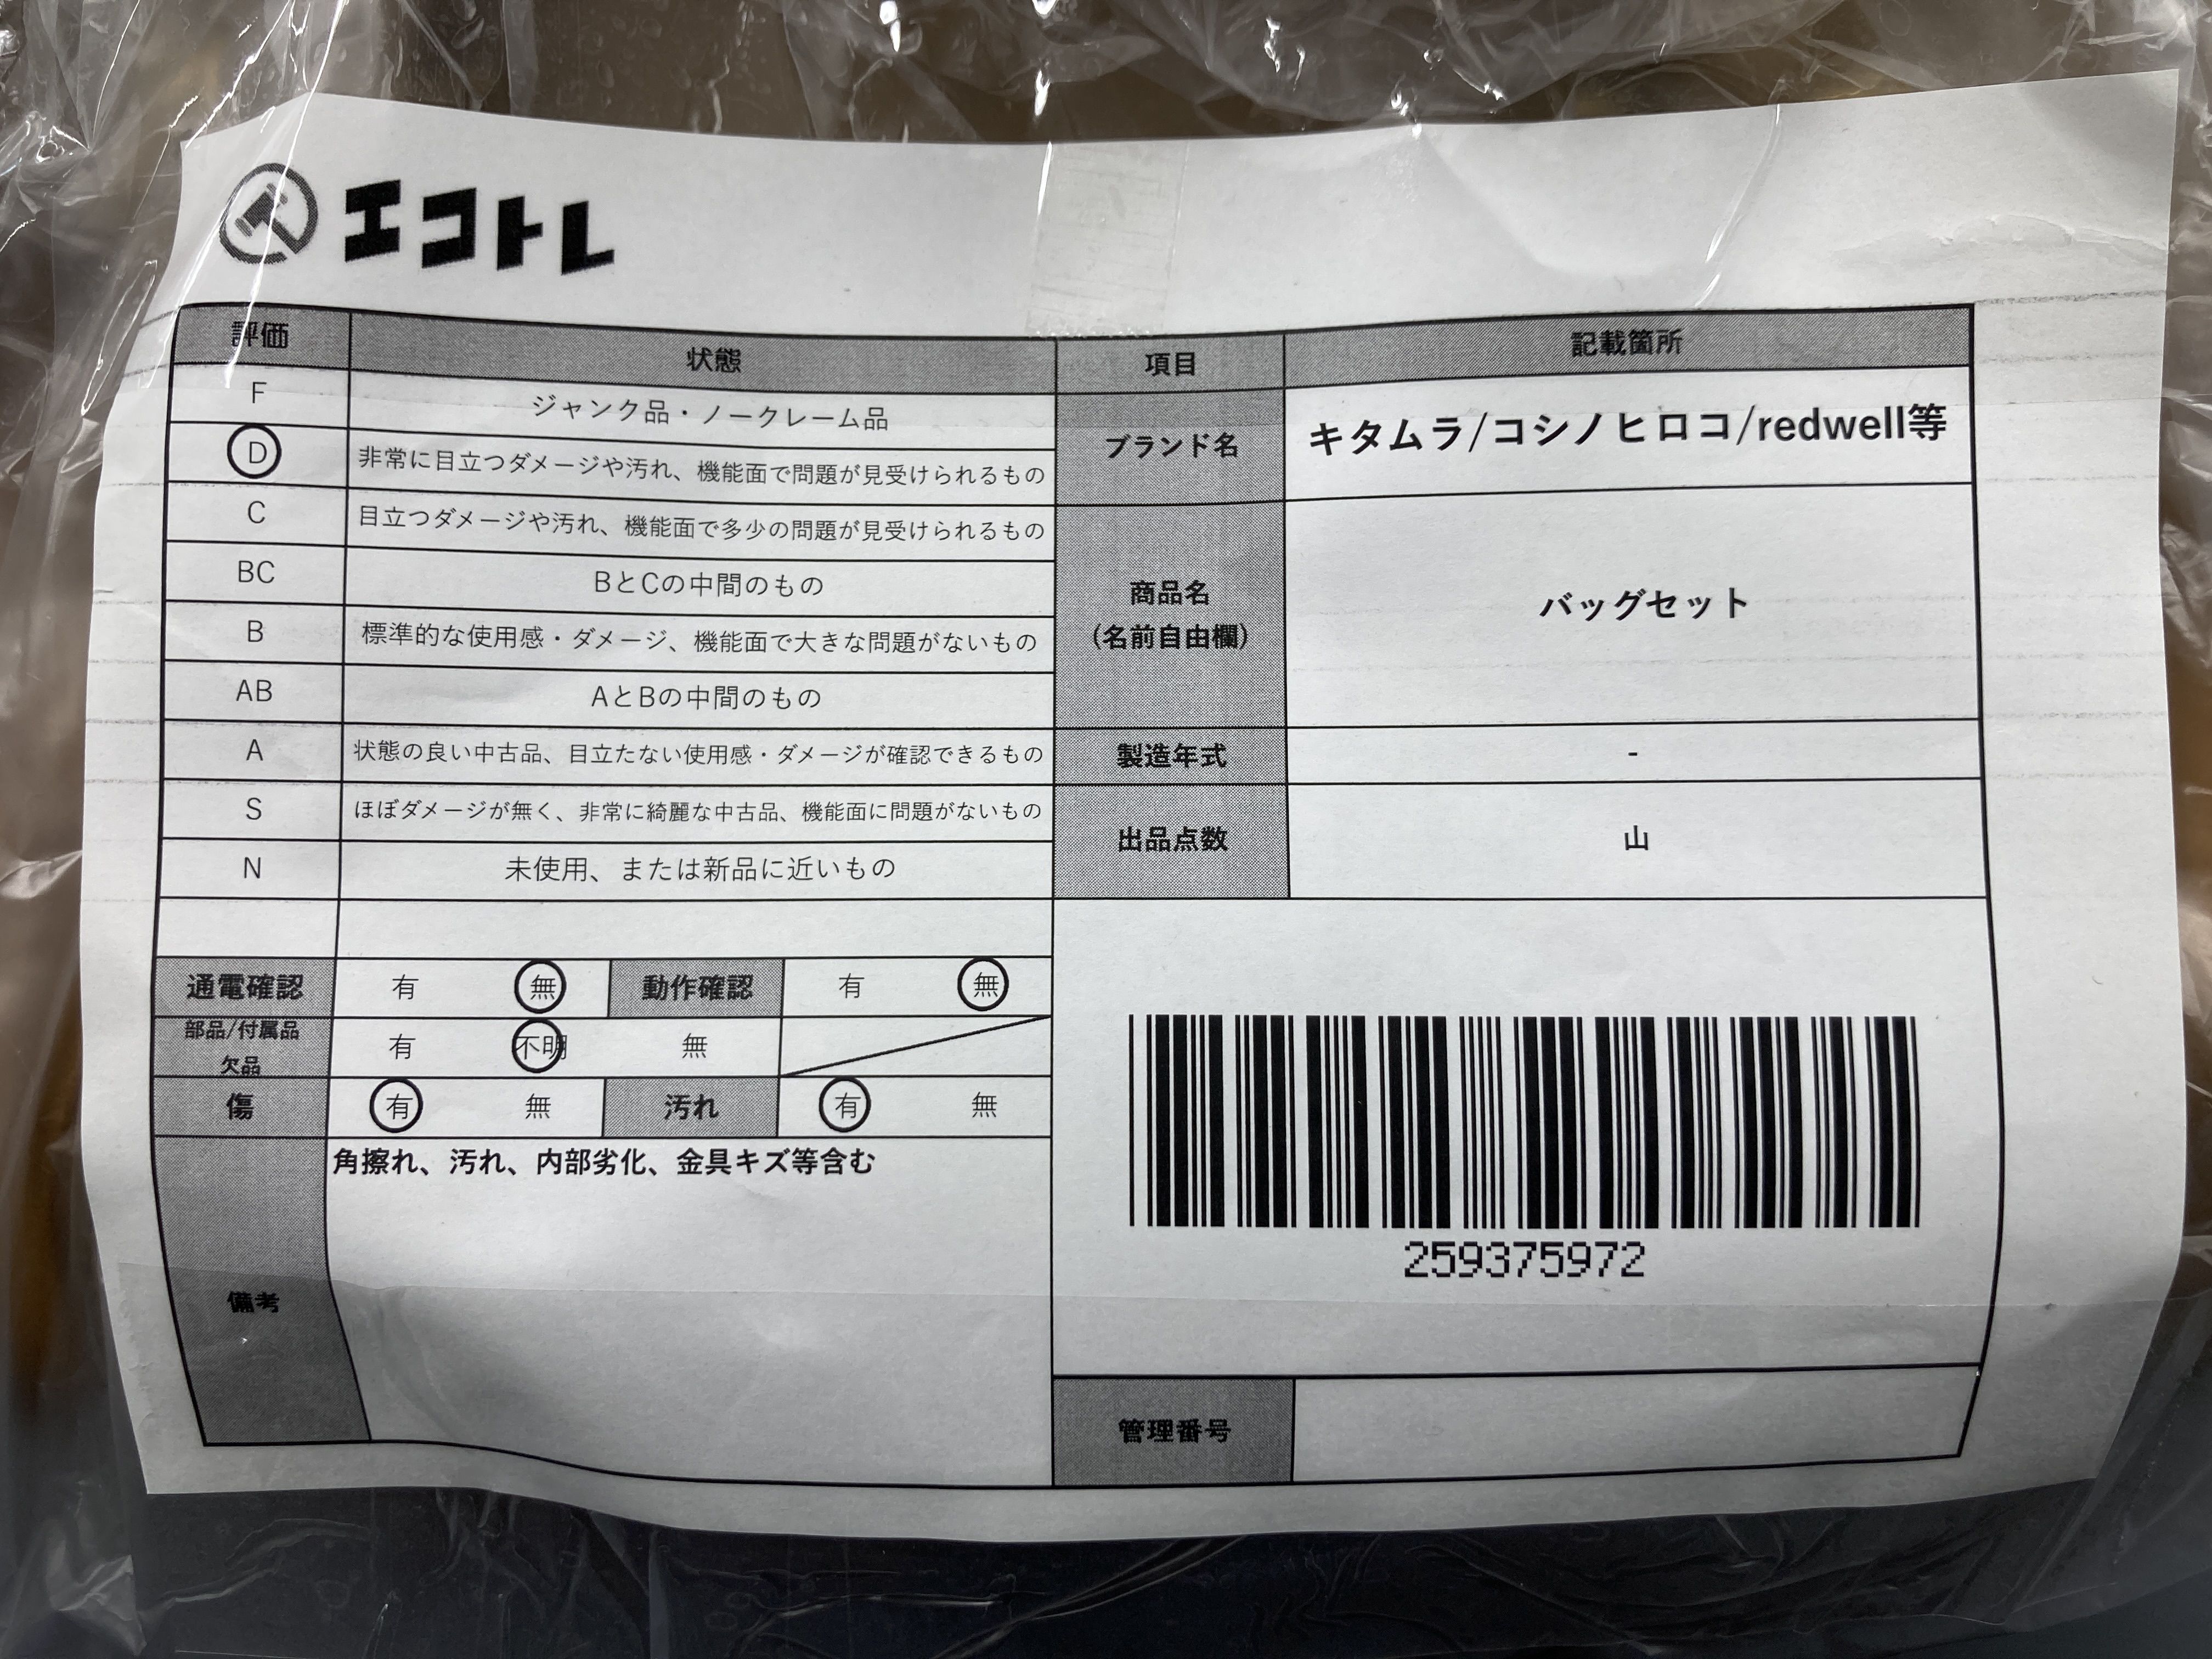 エコトレ
評価 状態 項目 記載箇所
F ジャンク品・ノークレーム品
D 非常に目立つダメージや汚れ、機能面で問題が見受けられるもの
C 目立つダメージや汚れ、機能面で多少の問題が見受けられるもの
BC BとCの中間のもの
B 標準的な使用感・ダメージ、機能面で大きな問題がないもの
AB AとBの中間のもの
A 状態の良い中古品、目立たない使用感・ダメージが確認できるもの
S ほぼダメージが無く、非常に綺麗な中古品、機能面に問題がないもの
N 未使用、または新品に近いもの
ブランド名 キタムラ/コシノヒロコ/redwell等
商品名
(名前自由欄)
バッグセット
製造年式 -
出品点数 山
通電確認 有 無 動作確認 有 無
部品/付属品
欠品
有 不明 無
傷 有 無 汚れ 有 無
備考
角擦れ、汚れ、内部劣化、金具キズ等含む
259375972
管理番号